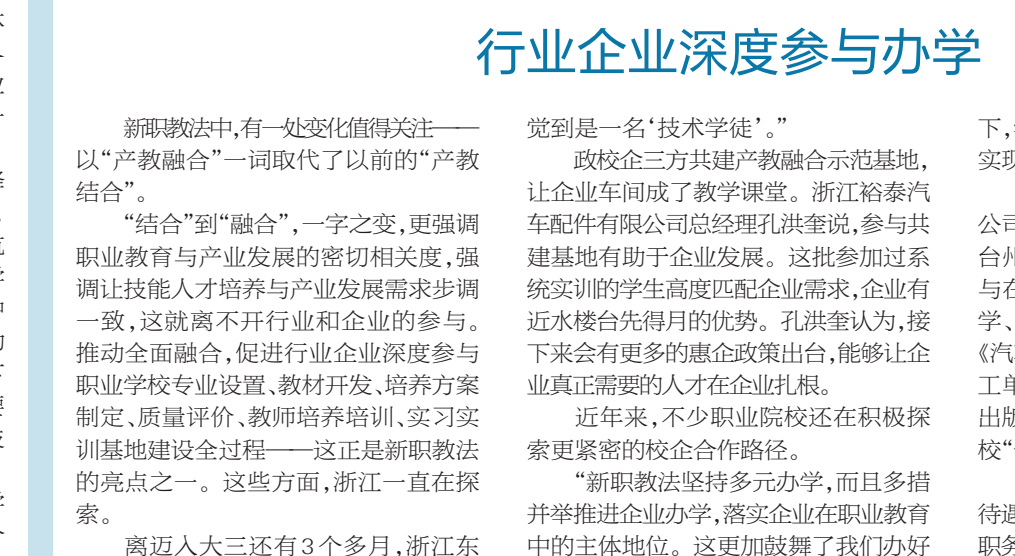 行业企业深度参与办学
新职教法中,有一处变化值得关注——
以“产教融合”一词取代了以前的“产教
结合”。
“结合”到“融合”,一字之变,更强调
职业教育与产业发展的密切相关度,强
调让技能人才培养与产业发展需求步调
一致,这就离不开行业和企业的参与。
推动全面融合,促进行业企业深度参与
职业学校专业设置、教材开发、培养方案
制定、质量评价、教师培养培训、实习实
训基地建设全过程——这正是新职教法
的亮点之一。这些方面,浙江一直在探
索。
离迈入大三还有3个多月,浙江东
觉到是一名‘技术学徒’。”
政校企三方共建产教融合示范基地,
让企业车间成了教学课堂。浙江裕泰汽
车配件有限公司总经理孔洪奎说,参与共
建基地有助于企业发展。这批参加过系
统实训的学生高度匹配企业需求,企业有
近水楼台先得月的优势。孔洪奎认为,接
下来会有更多的惠企政策出台,能够让企
业真正需要的人才在企业扎根。
近年来,不少职业院校还在积极探
索更紧密的校企合作路径。
“新职教法坚持多元办学,而且多措
并举推进企业办学,落实企业在职业教育
中的主体地位。这更加鼓舞了我们办好
下,
实现
公司
台州
与在
学、
《汽
工单
出版
校“
待遇
职务